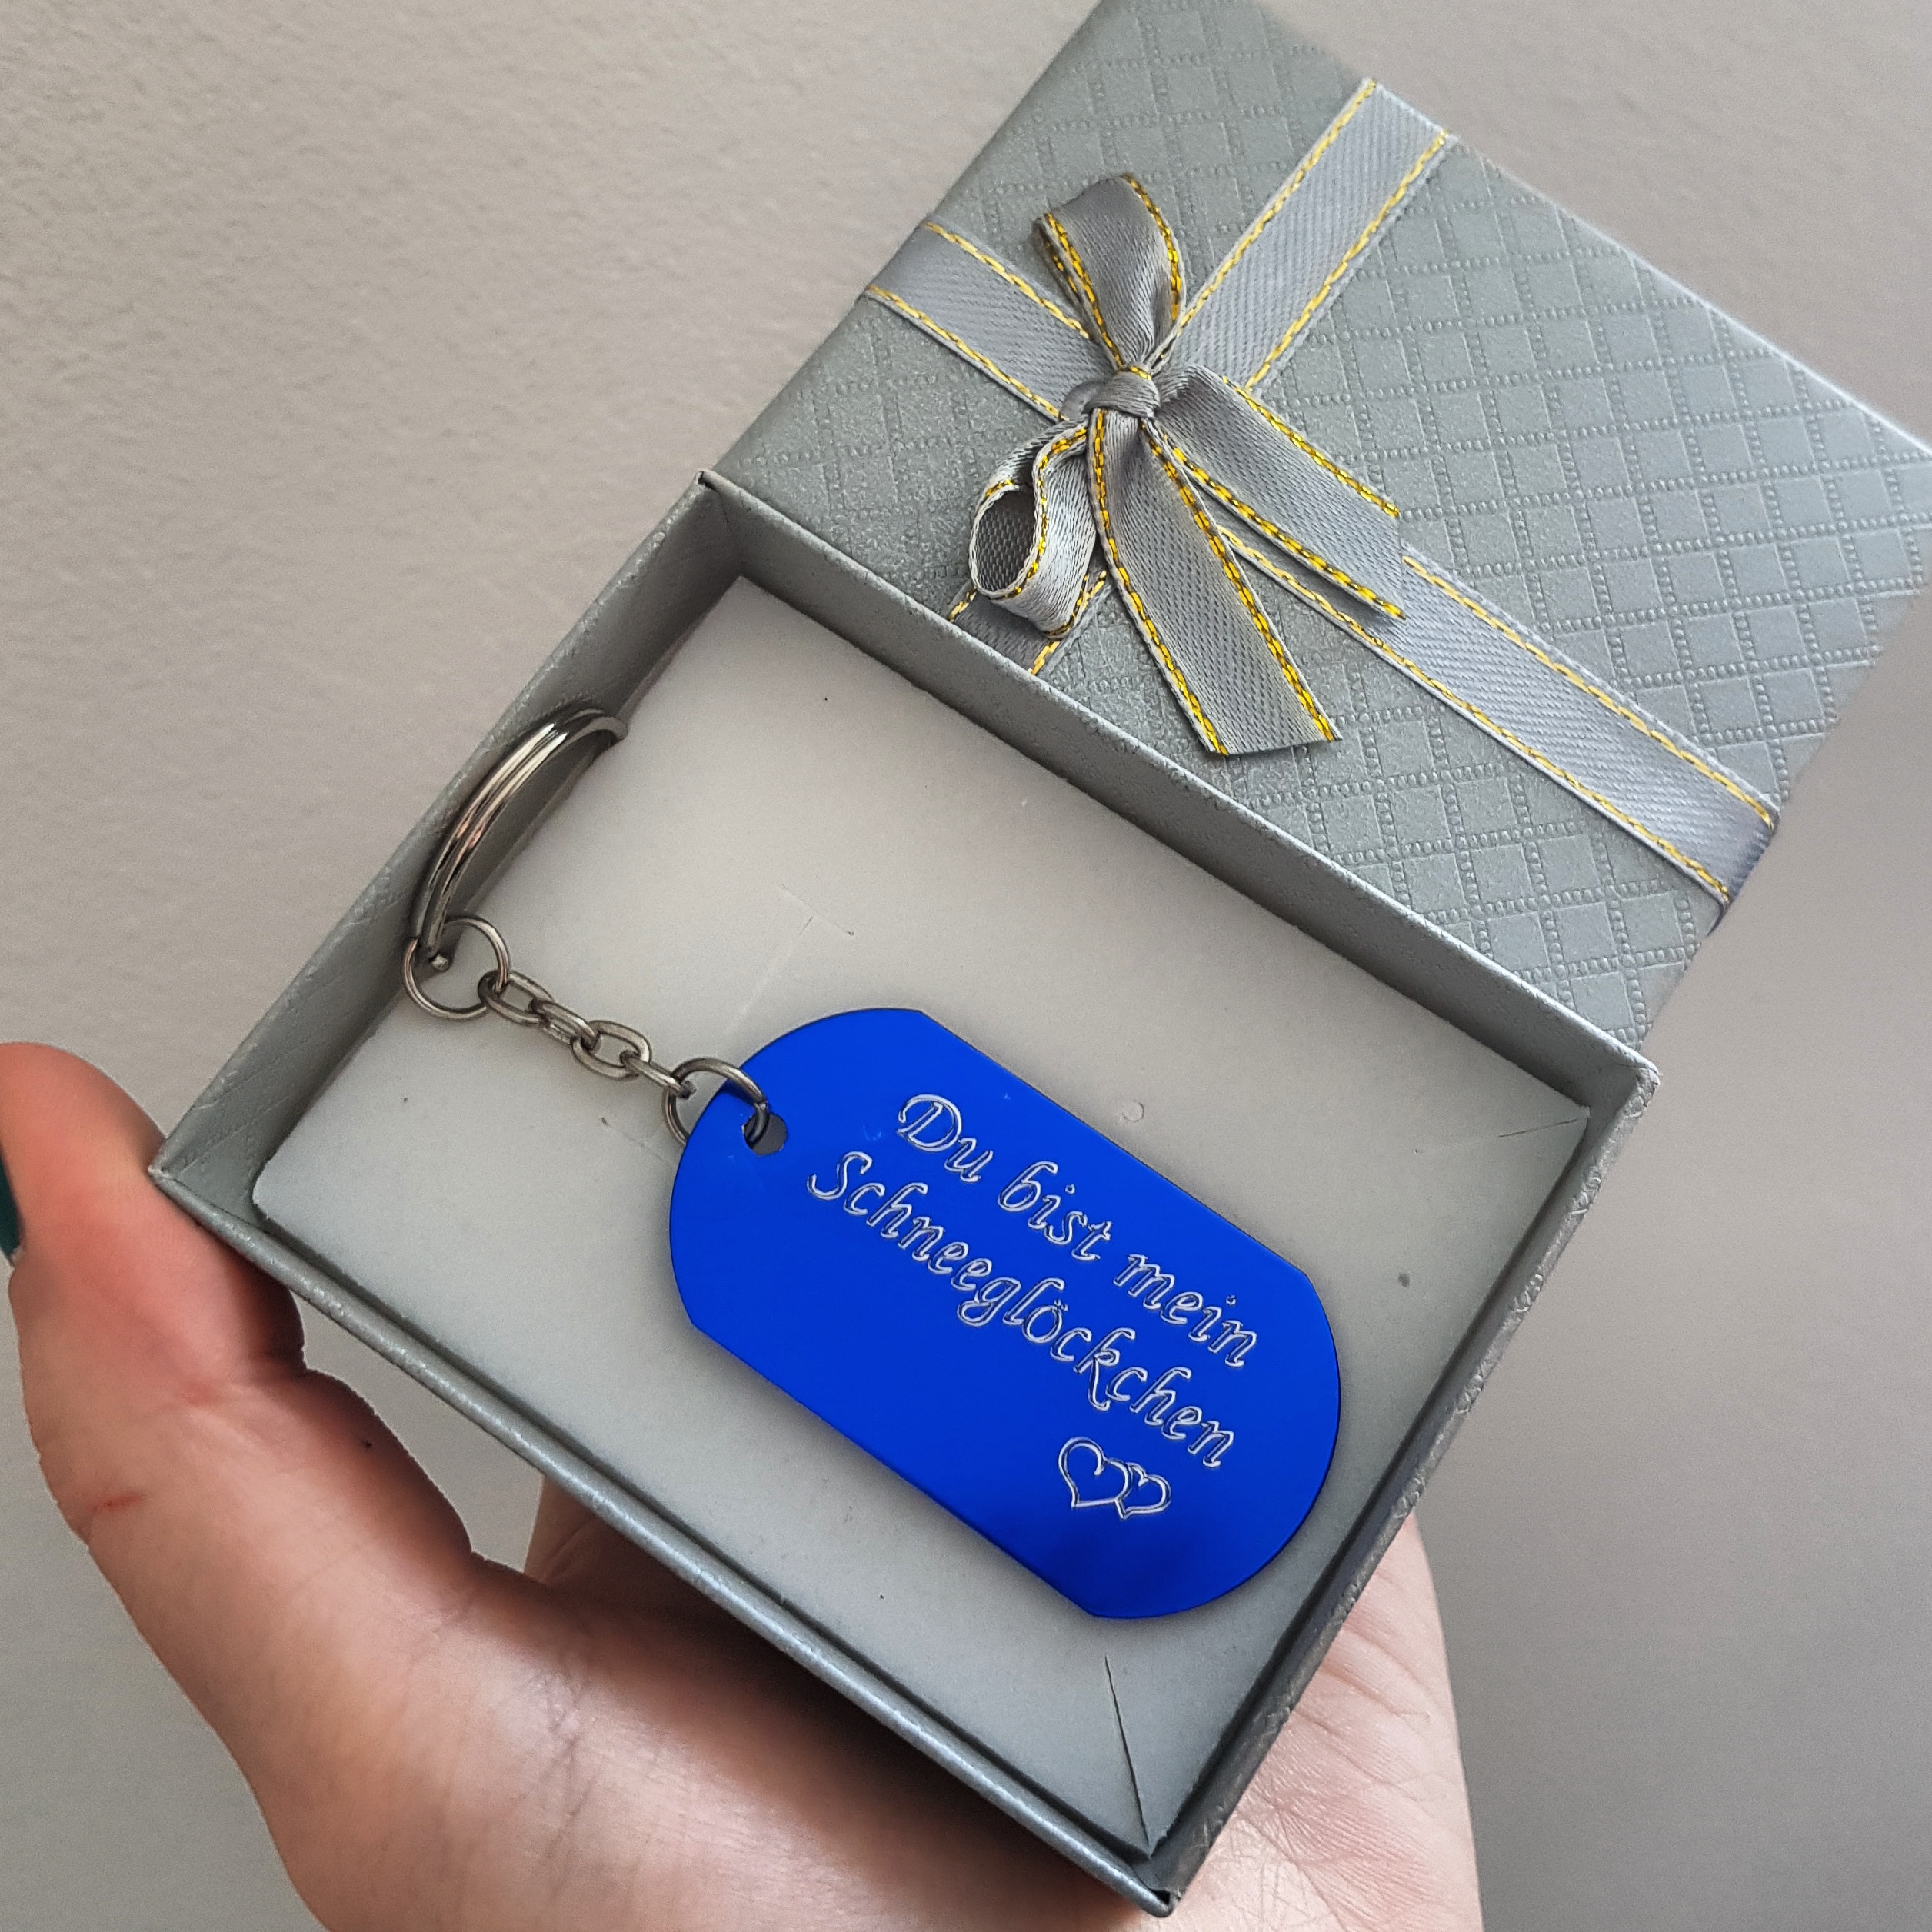 Du bist mein
Schneeglöckchen